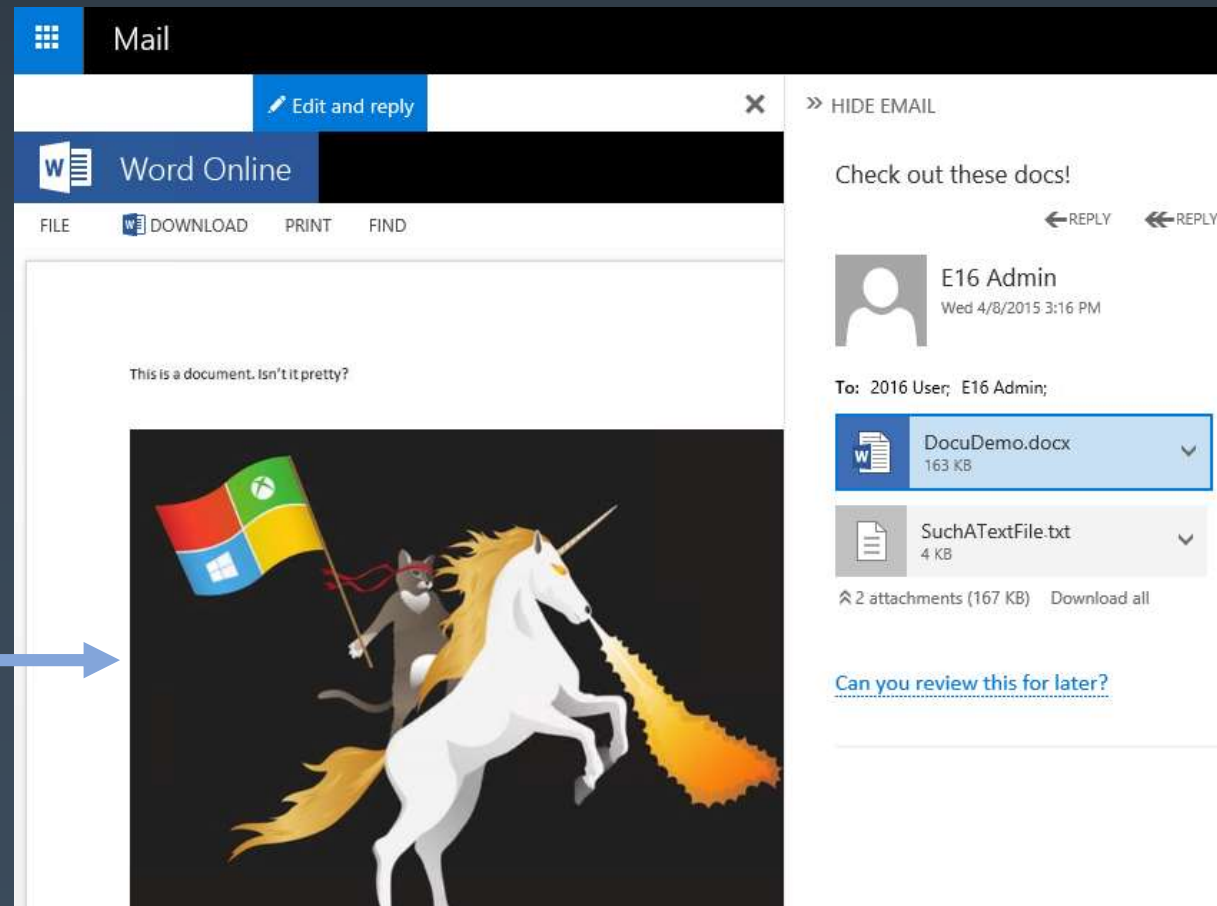 Mail
Edit and reply
HIDE EMAIL
Word Online
FILE DOWNLOAD PRINT FIND
This is a document. Isn't it pretty?
Check out these docs!
REPLY REPLY
E16 Admin
Wed 4/8/2015 3:16 PM
To: 2016 User; E16 Admin;
DocuDemo.docx
163 KB
SuchATextFile.txt
4 KB
2 attachments (167 KB) Download all
Can you review this for later?